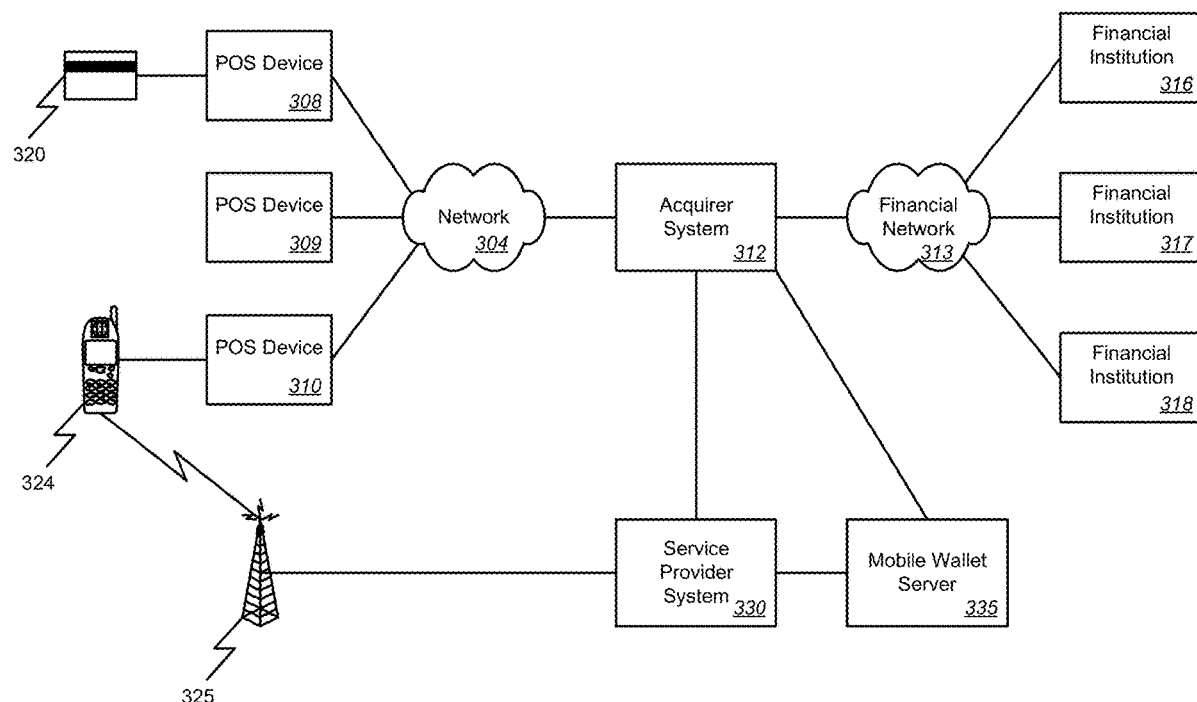 POS Device
308
320
POS Device
309
POS Device
310
324
325
Network
304
Acquirer
System
312
Financial
Network
313
Financial
Institution
316
Financial
Institution
317
Financial
Institution
318
Service
Provider
System
330
Mobile Wallet
Server
335